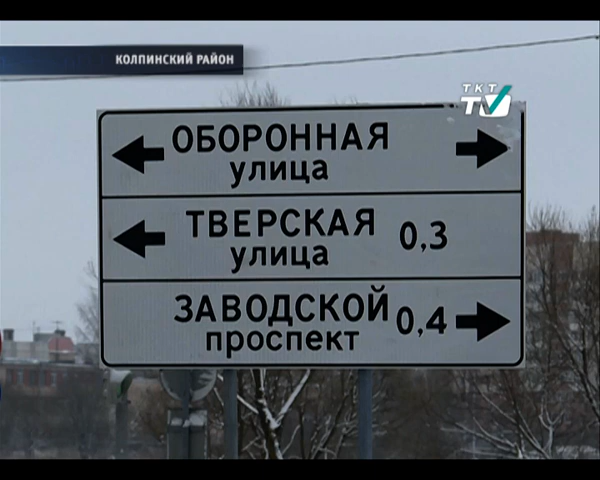 КОЛПИНСКИЙ РАЙОН
ТКТ
TV
ОБОРОННАЯ
улица
ТВЕРСКАЯ 0,3
улица
ЗАВОДСКОЙ 0,4
проспект